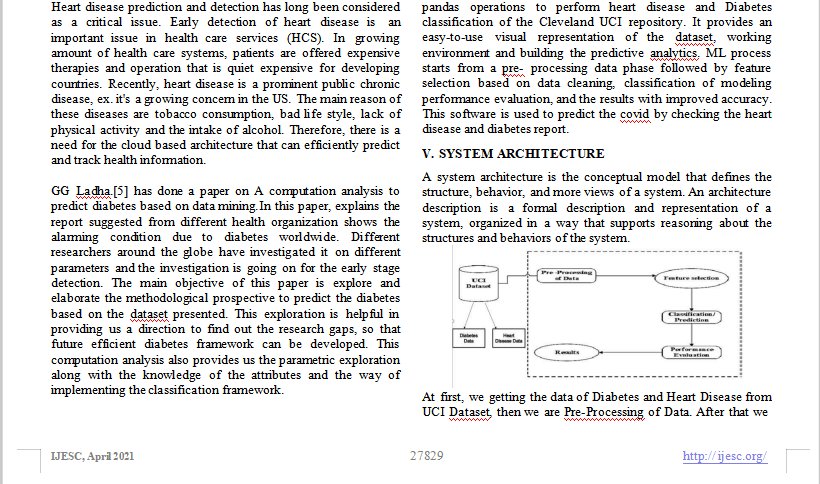 Heart disease prediction and detection has long been considered
as a critical issue. Early detection of heart disease is an
important issue in health care services (HCS). In growing
amount of health care systems, patients are offered expensive
therapies and operation that is quiet expensive for developing
countries. Recently, heart disease is a prominent public chronic
disease, ex. it's a growing concern in the US. The main reason of
these diseases are tobacco consumption, bad life style, lack of
physical activity and the intake of alcohol. Therefore, there is a
need for the cloud based architecture that can efficiently predict
and track health information.
GG Ladha.[5] has done a paper on A computation analysis to
predict diabetes based on data mining.In this paper, explains the
report suggested from different health organization shows the
alarming condition due to diabetes worldwide. Different
researchers around the globe have investigated it on different
parameters and the investigation is going on for the early stage
detection. The main objective of this paper is explore and
elaborate the methodological prospective to predict the diabetes
based on the dataset presented. This exploration is helpful in
providing us a direction to find out the research gaps, so that
future efficient diabetes framework can be developed. This
computation analysis also provides us the parametric exploration
along with the knowledge of the attributes and the way of
implementing the classification framework.
pandas operations to perform heart disease and Diabetes
classification of the Cleveland UCI repository. It provides an
easy-to-use visual representation of the dataset, working
environment and building the predictive analytics. ML process
starts from a pre- processing data phase followed by feature
selection based on data cleaning, classification of modeling
performance evaluation, and the results with improved accuracy.
This software is used to predict the covid by checking the heart
disease and diabetes report.
V. SYSTEM ARCHITECTURE
A system architecture is the conceptual model that defines the
structure, behavior, and more views of a system. An architecture
description is a formal description and representation of a
system, organized in a way that supports reasoning about the
structures and behaviors of the system.
UCI
Dataset
Pre-Processing
of Data
Feature selection
Classification/
Prediction
Diabetes
Data
Heart
Disease Data
Results
Performance
Evaluation
At first, we getting the data of Diabetes and Heart Disease from
UCI Dataset, then we are Pre-Processing of Data. After that we
IJESC, April 2021
27829
http://ijesc.org/